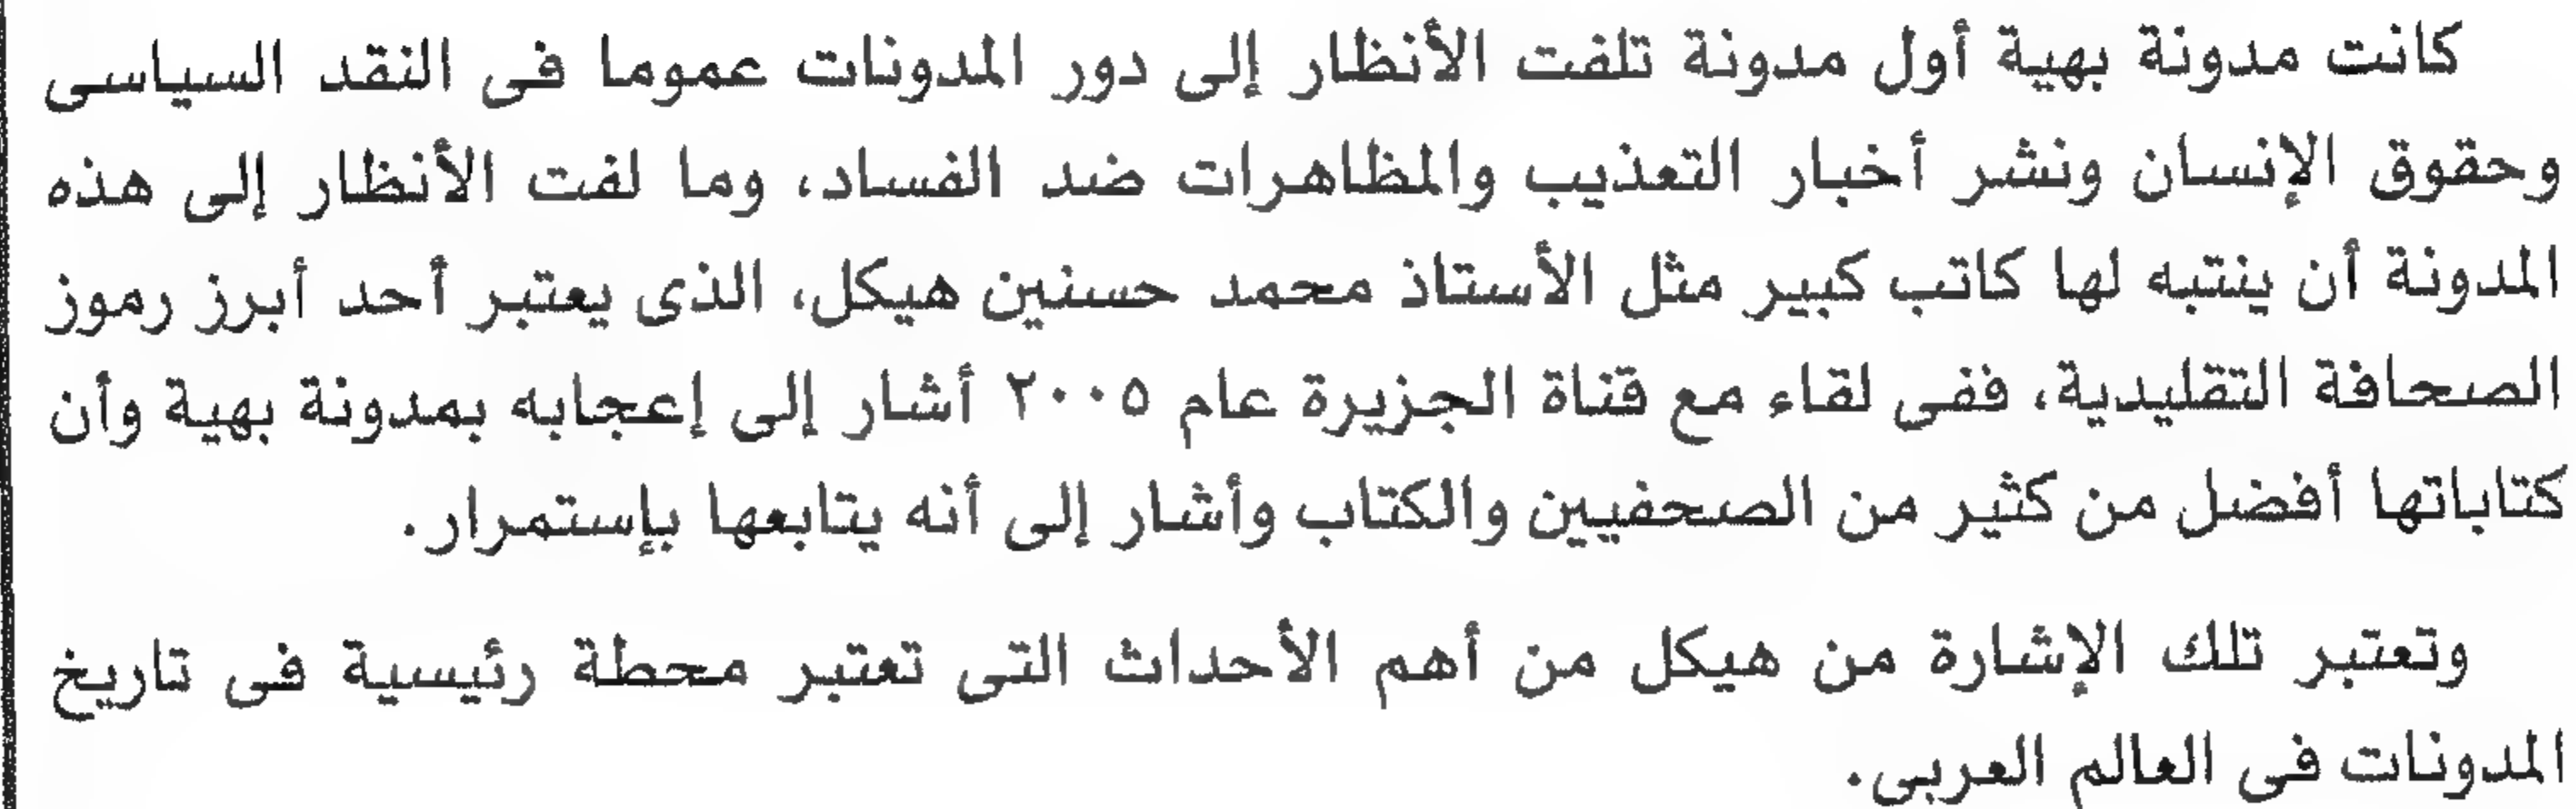 كانت مدونة بهية أول مدونة تلفت الأنظار إلى دور المدونات عموما فى النقد السياسى
وحقوق الإنسان ونشر أخبار التعذيب والمظاهرات ضد الفساد، وما لفت الأنظار إلى هذه
المدونة أن ينتبه لها كاتب كبير مثل الأستاذ محمد حسنين هيكل، الذى يعتبر أحد أبرز رموز
الصحافة التقليدية، ففى لقاء مع قناة الجزيرة عام ٢٠٠٥ أشار إلى إعجابه بمدونة بهية وأن
كتاباتها أفضل من كثير من الصحفيين والكتاب وأشار إلى أنه يتابعها بإستمرار.
وتعتبر تلك الإشارة من هيكل من أهم الأحداث التى تعتبر محطة رئيسية فى تاريخ
المدونات فى العالم العربى.